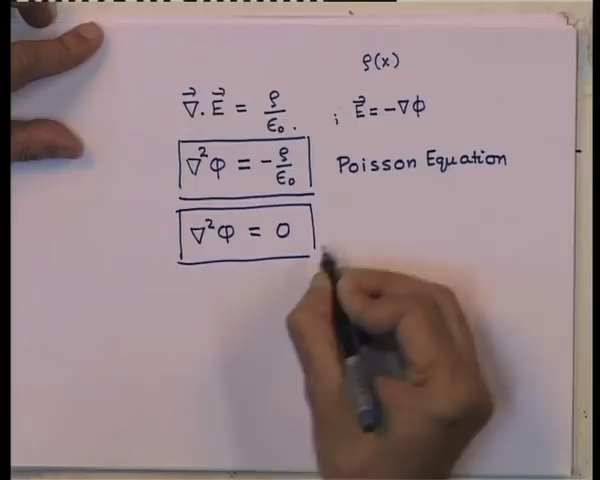 ρ(x)
∇⃗.E⃗ = ρ/ε₀. ; E⃗ = -∇Φ
∇²φ = -ρ/ε₀ Poisson Equation
∇²φ = 0